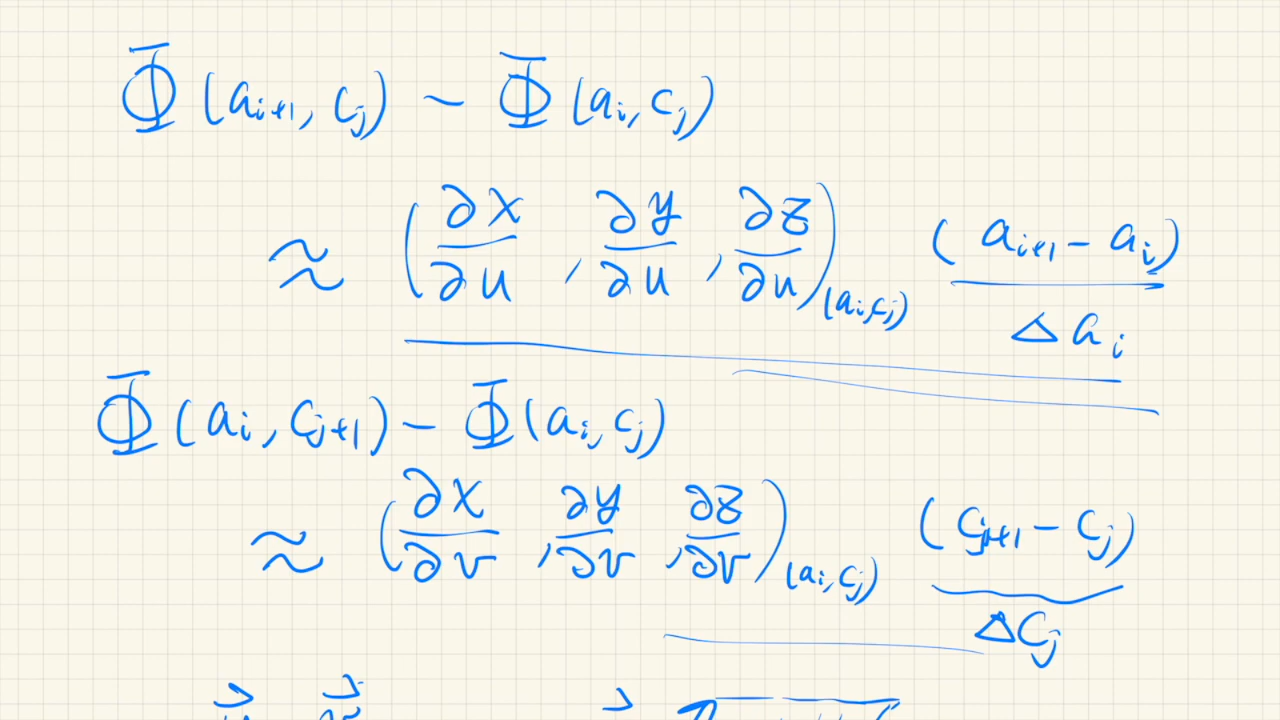 Φ(a_{i+1}, c_j) − Φ(a_i, c_j)
≈ (∂x/∂u, ∂y/∂u, ∂z/∂u)_{(a_i, c_j)} (a_{i+1} − a_i)
Δa_i
Φ(a_i, c_{j+1}) − Φ(a_i, c_j)
≈ (∂x/∂v, ∂y/∂v, ∂z/∂v)_{(a_i, c_j)} (c_{j+1} − c_j)
Δc_j